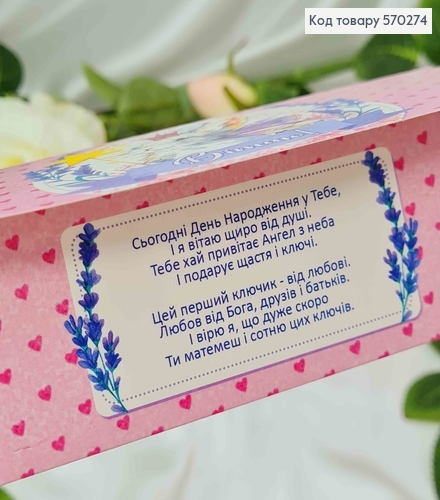 Код товару 570274
Сьогодні День Народження у Тебе,
І я вітаю щиро від душі.
Тебе хай привітає Ангел з неба
І подарує щастя і ключі.
Цей перший ключик - від любові.
Любов від Бога, друзів і батьків.
І вірю я, що дуже скоро
Ти матемеш і сотню цих ключів.